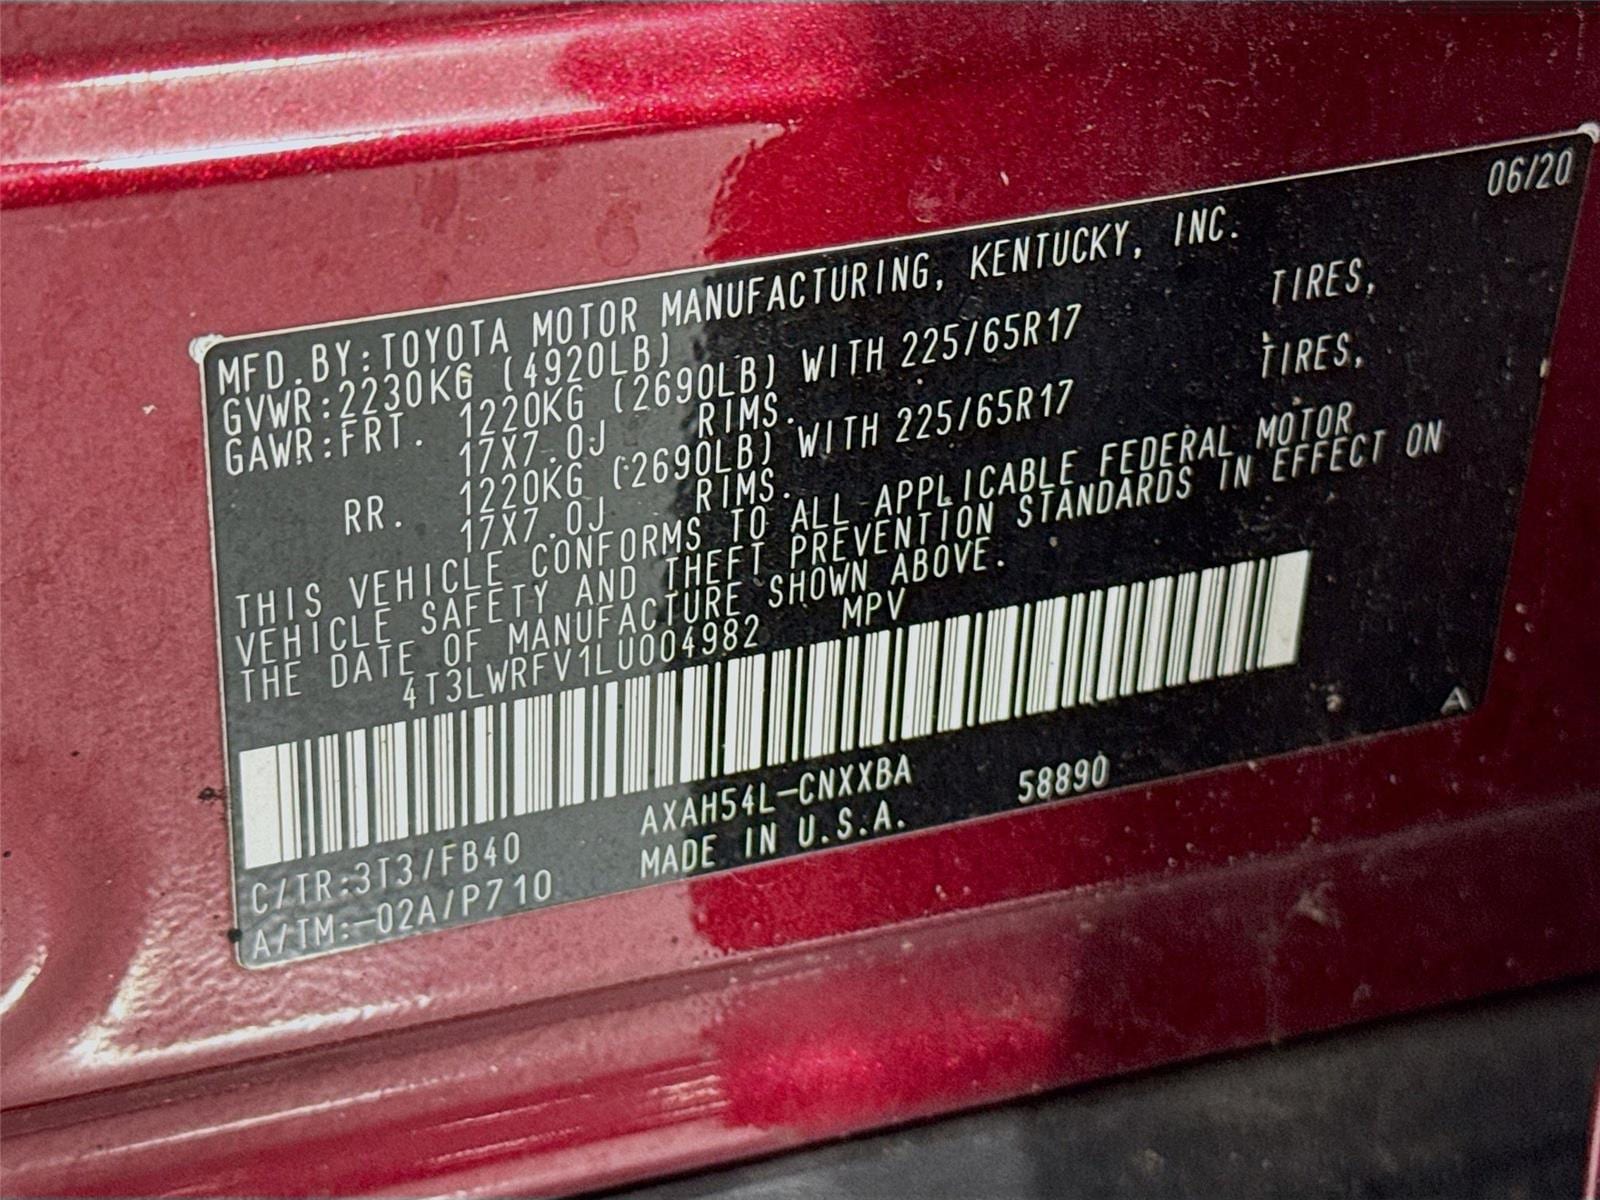 06/20
MFD.BY:TOYOTA MOTOR MANUFACTURING, KENTUCKY, INC.
GVWR:2230KG (4920LB)
GAWR:FRT. 1220KG (2690LB) WITH 225/65R17 TIRES,
17X7.0J RIMS.
RR. 1220KG (2690LB) WITH 225/65R17 TIRES,
17X7.0J RIMS.
THIS VEHICLE CONFORMS TO ALL APPLICABLE FEDERAL MOTOR
VEHICLE SAFETY AND THEFT PREVENTION STANDARDS IN EFFECT ON
THE DATE OF MANUFACTURE SHOWN ABOVE.
4T3LWRFV1LU004982 MPV
A
C/TR:3T3/FB40 AXAH54L-CNXXBA 58890
A/TM:-02A/P710 MADE IN U.S.A.